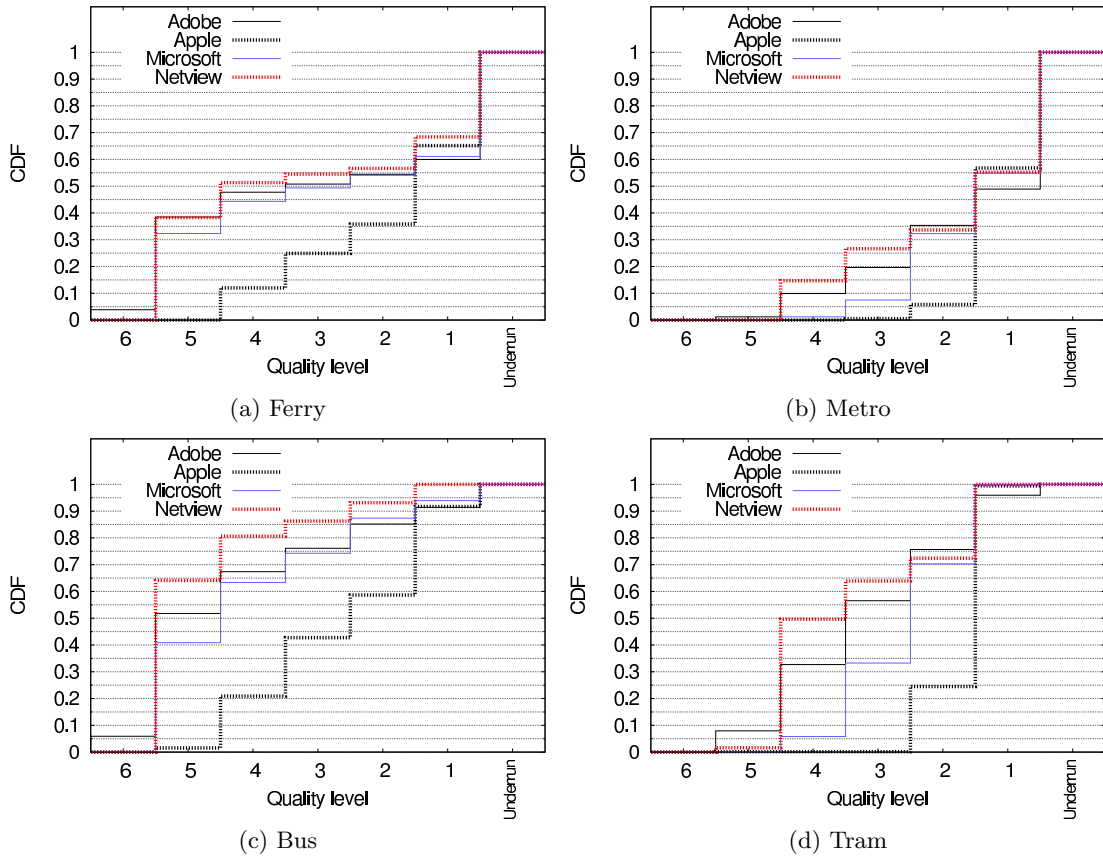 Adobe
Apple
Microsoft
Netview
1
0.9
0.8
0.7
0.6
0.5
0.4
0.3
0.2
0.1
0
CDF
6 5 4 3 2 1 Underrun
Quality level
(a) Ferry
Adobe
Apple
Microsoft
Netview
1
0.9
0.8
0.7
0.6
0.5
0.4
0.3
0.2
0.1
0
CDF
6 5 4 3 2 1 Underrun
Quality level
(b) Metro
Adobe
Apple
Microsoft
Netview
1
0.9
0.8
0.7
0.6
0.5
0.4
0.3
0.2
0.1
0
CDF
6 5 4 3 2 1 Underrun
Quality level
(c) Bus
Adobe
Apple
Microsoft
Netview
1
0.9
0.8
0.7
0.6
0.5
0.4
0.3
0.2
0.1
0
CDF
6 5 4 3 2 1 Underrun
Quality level
(d) Tram